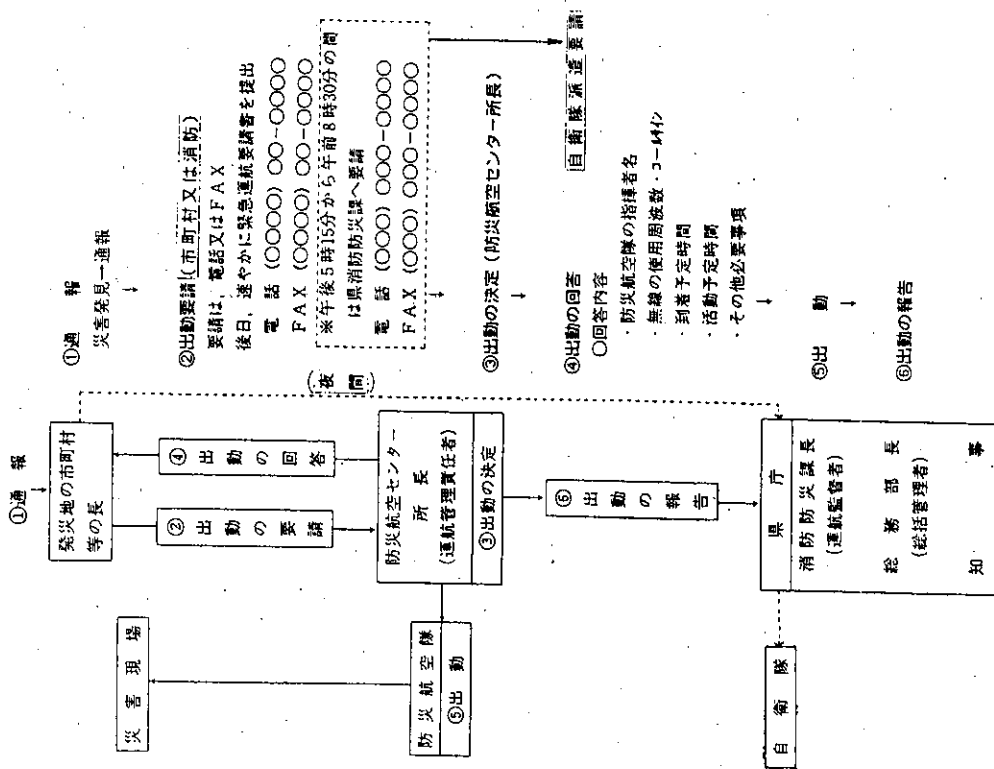 ①通　報
発災地の市町村
等の長
④　出　動　の　回　答
②　出　動　の　要　請
防災航空センター
所　長
(運航管理責任者)
③出動の決定
災　害　現　場
防　災　航　空　隊
⑤出　動
⑥　出　動　の　報　告
県　庁
消防防災課長
(運航監督者)
総　務　部　長
(総括管理者)
知　事
自　衛　隊
(夜　間)
①通　報
災害発見－通報
②出動要請(市町村又は消防)
要請は、電話又はFAX
後日、速やかに緊急運航要請書を提出
電　話 (○○○○) ○○－○○○○
FAX (○○○○) ○○－○○○○
※午後5時15分から午前8時30分の間
は県消防防災課へ要請
電　話 (○○○) ○○○－○○○○
FAX (○○○) ○○○－○○○○
自衛隊派遣要請
③出動の決定(防災航空センター所長)
④出動の回答
○回答内容
・防災航空隊の指揮者名
・無線の使用周波数・コールサイン
・到着予定時間
・活動予定時間
・その他必要事項
⑤出　動
⑥出動の報告